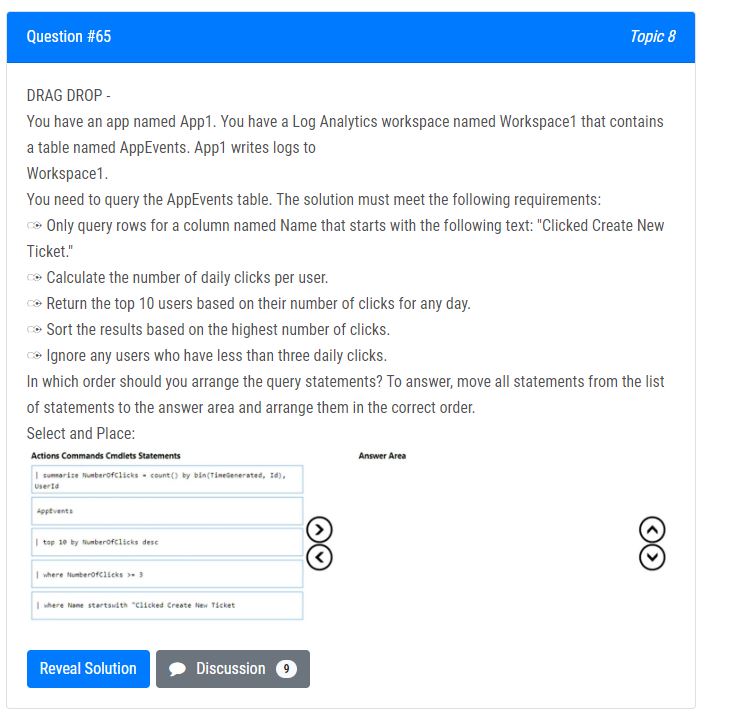 Question #65 Topic 8
DRAG DROP -
You have an app named App1. You have a Log Analytics workspace named Workspace1 that contains
a table named AppEvents. App1 writes logs to
Workspace1.
You need to query the AppEvents table. The solution must meet the following requirements:
Only query rows for a column named Name that starts with the following text: "Clicked Create New
Ticket."
Calculate the number of daily clicks per user.
Return the top 10 users based on their number of clicks for any day.
Sort the results based on the highest number of clicks.
Ignore any users who have less than three daily clicks.
In which order should you arrange the query statements? To answer, move all statements from the list
of statements to the answer area and arrange them in the correct order.
Select and Place:
Actions Commands Cmdlets Statements Answer Area
| summarize NumberOfClicks = count() by bin(TimeGenerated, 1d),
UserId
AppEvents
| top 10 by NumberOfClicks desc
| where NumberOfClicks >= 3
| where Name startswith "Clicked Create New Ticket
Reveal Solution Discussion 9